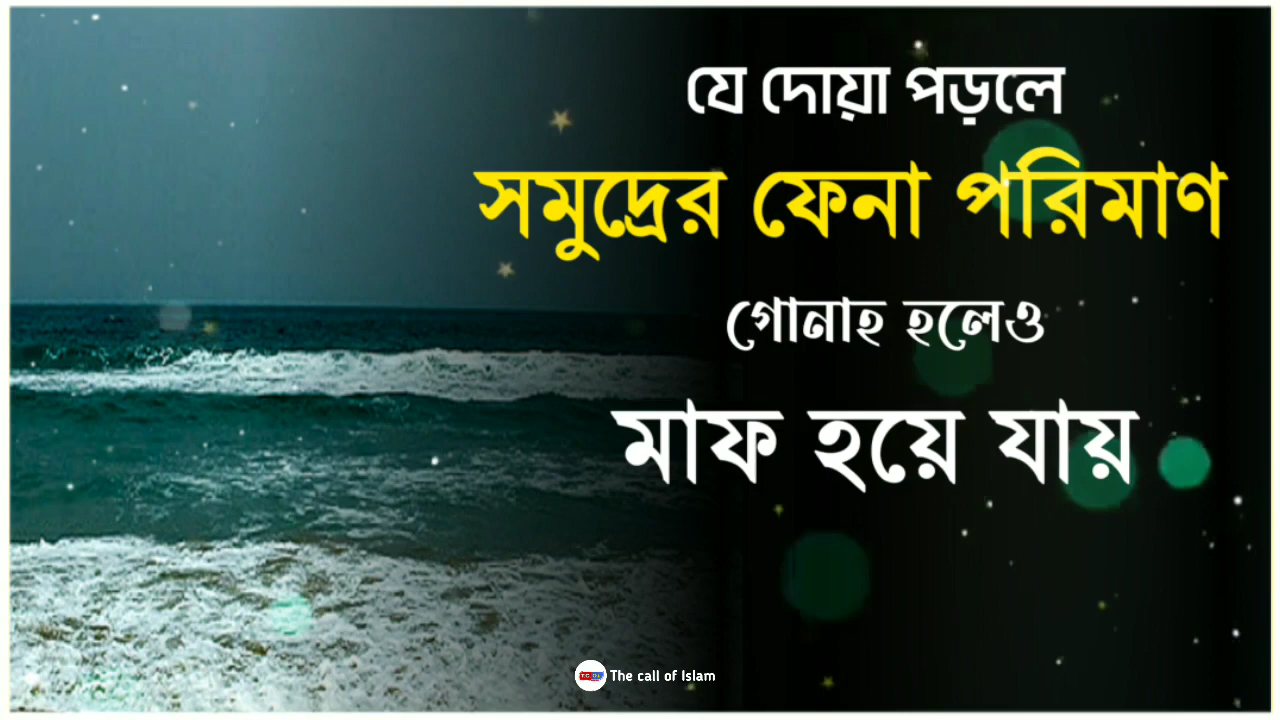 যে দোয়া পড়লে
সমুদ্রের ফেনা পরিমাণ
গোনাহ হলেও
মাফ হয়ে যায়
The call of Islam